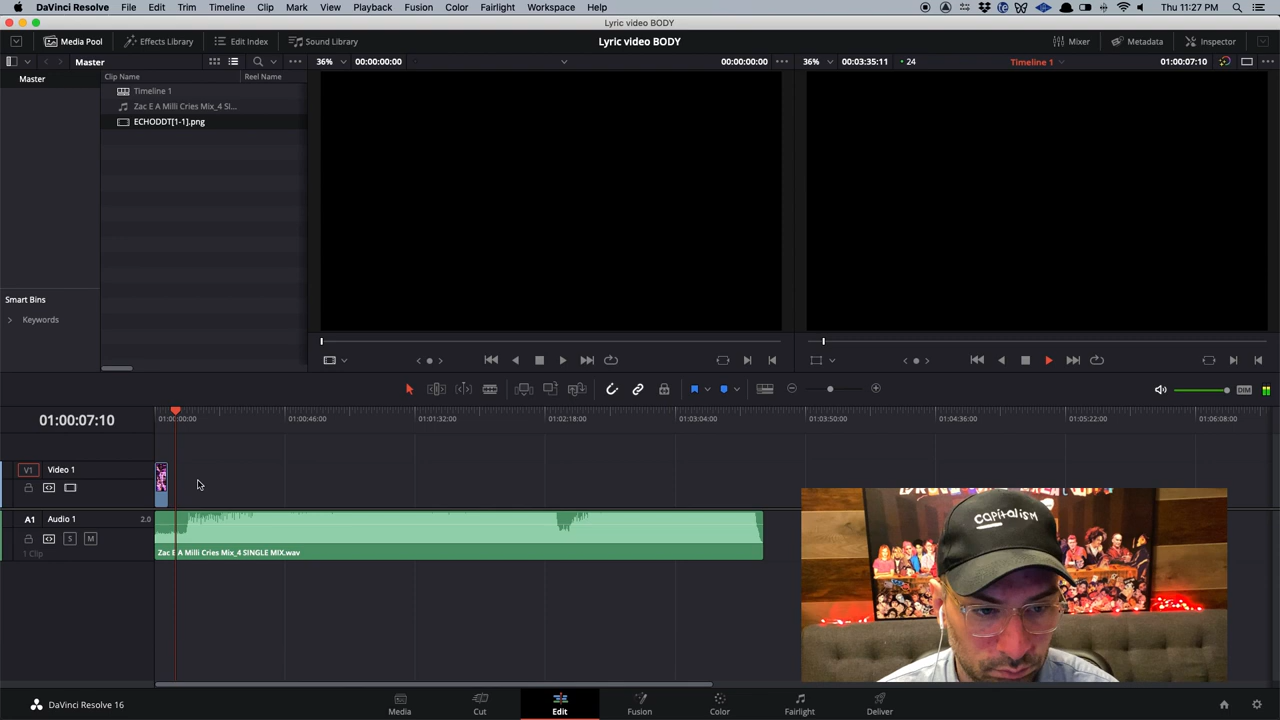 DaVinci Resolve File Edit Trim Timeline Clip Mark View Playback Fusion Color Fairlight Workspace Help Thu 11:27 PM
Lyric video BODY
Media Pool Effects Library Edit Index Sound Library Lyric video BODY Mixer Metadata Inspector
Master 36% 00:00:00:00 00:00:00:00 36% 00:03:35:11 24 Timeline 1 01:00:07:10
Master Clip Name Reel Name
Timeline 1
Zac E A Milli Cries Mix_4 SI...
ECHODDT[1-1].png
Smart Bins
Keywords
DIM
01:00:07:10 01:00:00:00 01:00:46:00 01:01:32:00 01:02:18:00 01:03:04:00 01:03:50:00 01:04:36:00 01:05:22:00 01:06:08:00
V1 Video 1
A1 Audio 1 2.0
S M
1 Clip
Zac E A Milli Cries Mix_4 SINGLE MIX.wav
capitalism
DaVinci Resolve 16 Media Cut Edit Fusion Color Fairlight Deliver